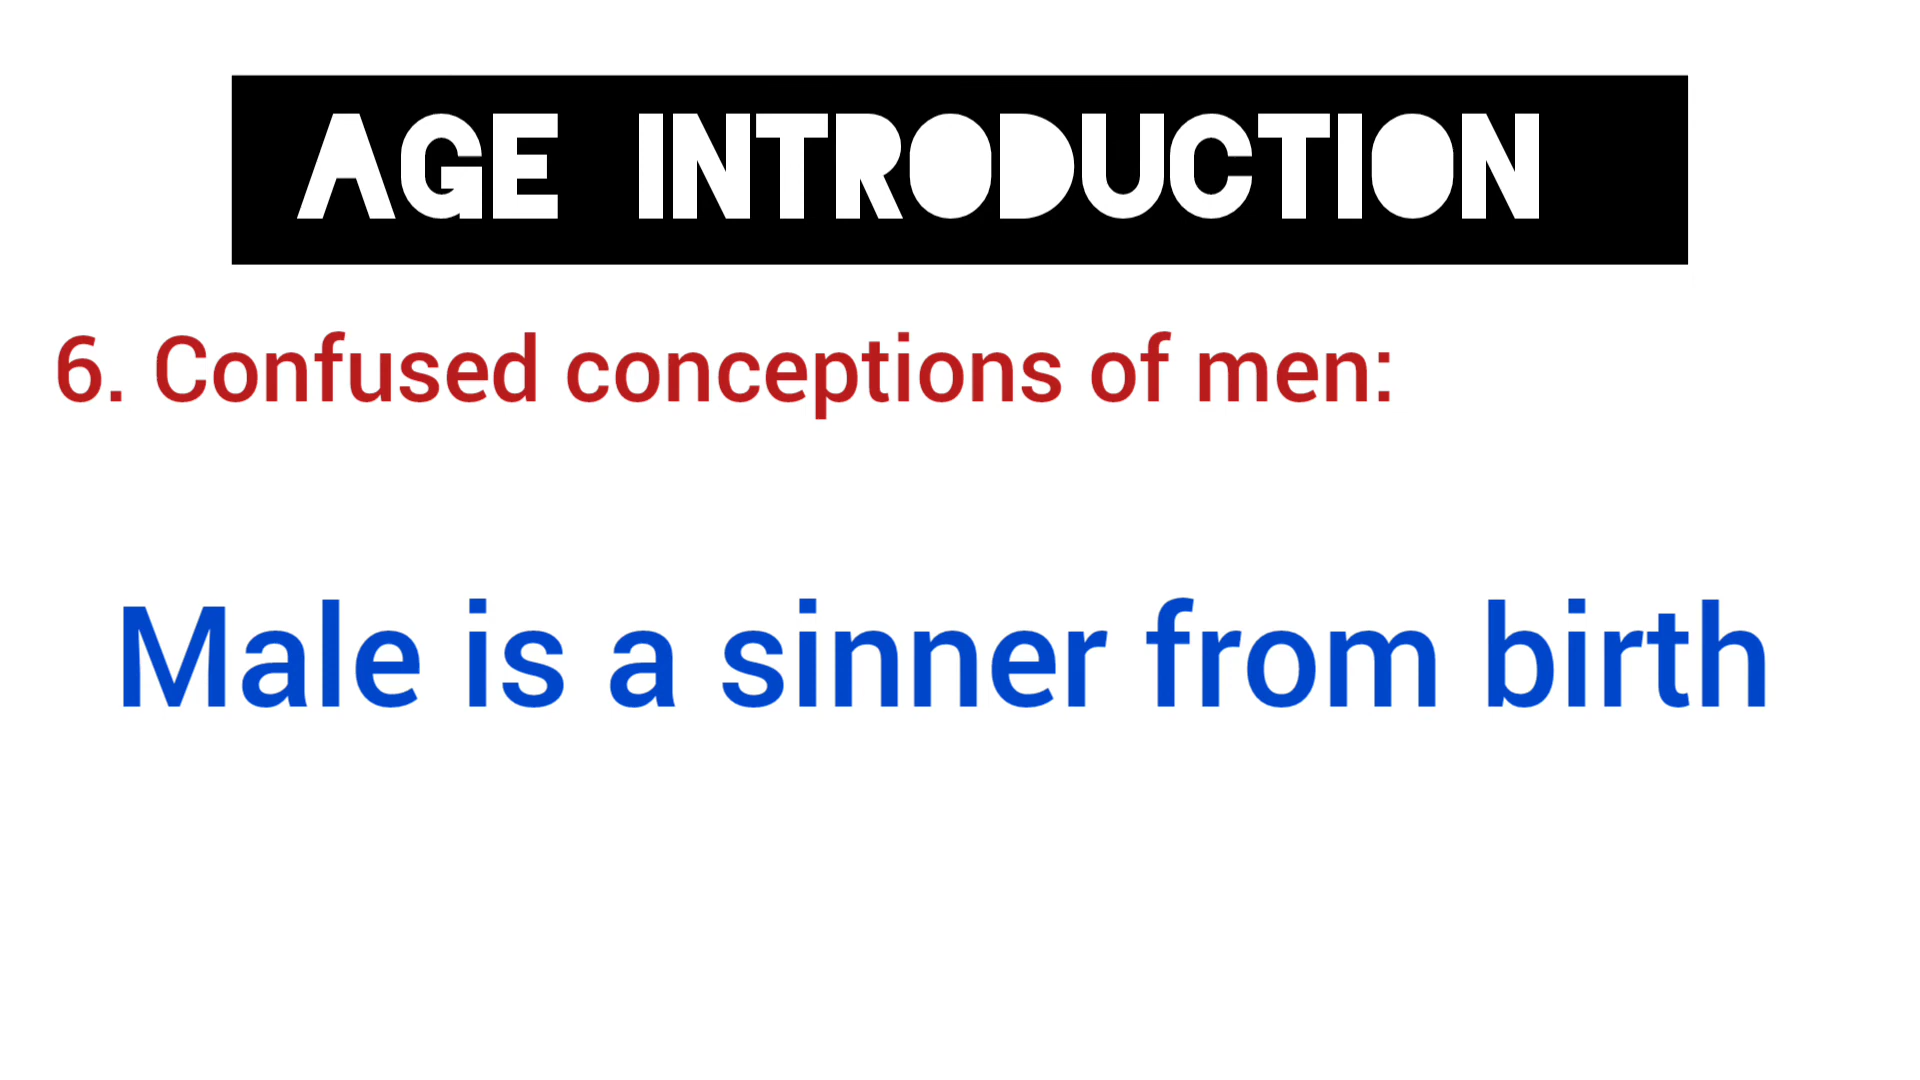 AGE INTRODUCTION
6. Confused conceptions of men:
Male is a sinner from birth